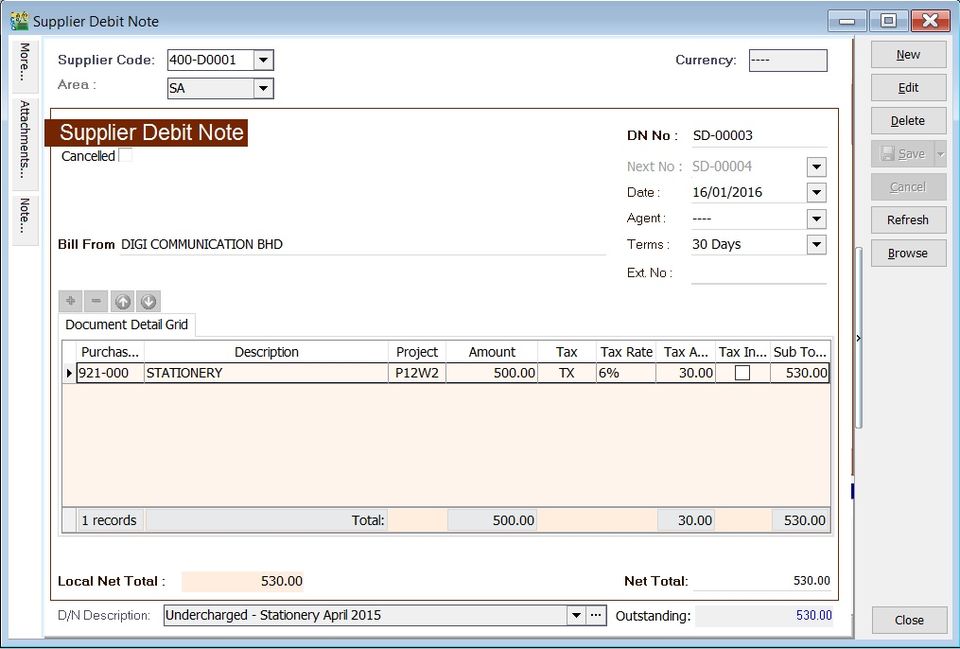 Supplier Debit Note
More...
Attachments...
Note...
Supplier Code: 400-D0001
Currency: ----
Area : SA
Supplier Debit Note
Cancelled
DN No : SD-00003
Next No : SD-00004
Date : 16/01/2016
Agent : ----
Bill From DIGI COMMUNICATION BHD
Terms : 30 Days
Ext. No :
Document Detail Grid
Purchas... Description Project Amount Tax Tax Rate Tax A... Tax In... Sub To...
921-000 STATIONERY P12W2 500.00 TX 6% 30.00 530.00
1 records Total: 500.00 30.00 530.00
Local Net Total : 530.00
Net Total: 530.00
D/N Description: Undercharged - Stationery April 2015
Outstanding: 530.00
New
Edit
Delete
Save
Cancel
Refresh
Browse
Close